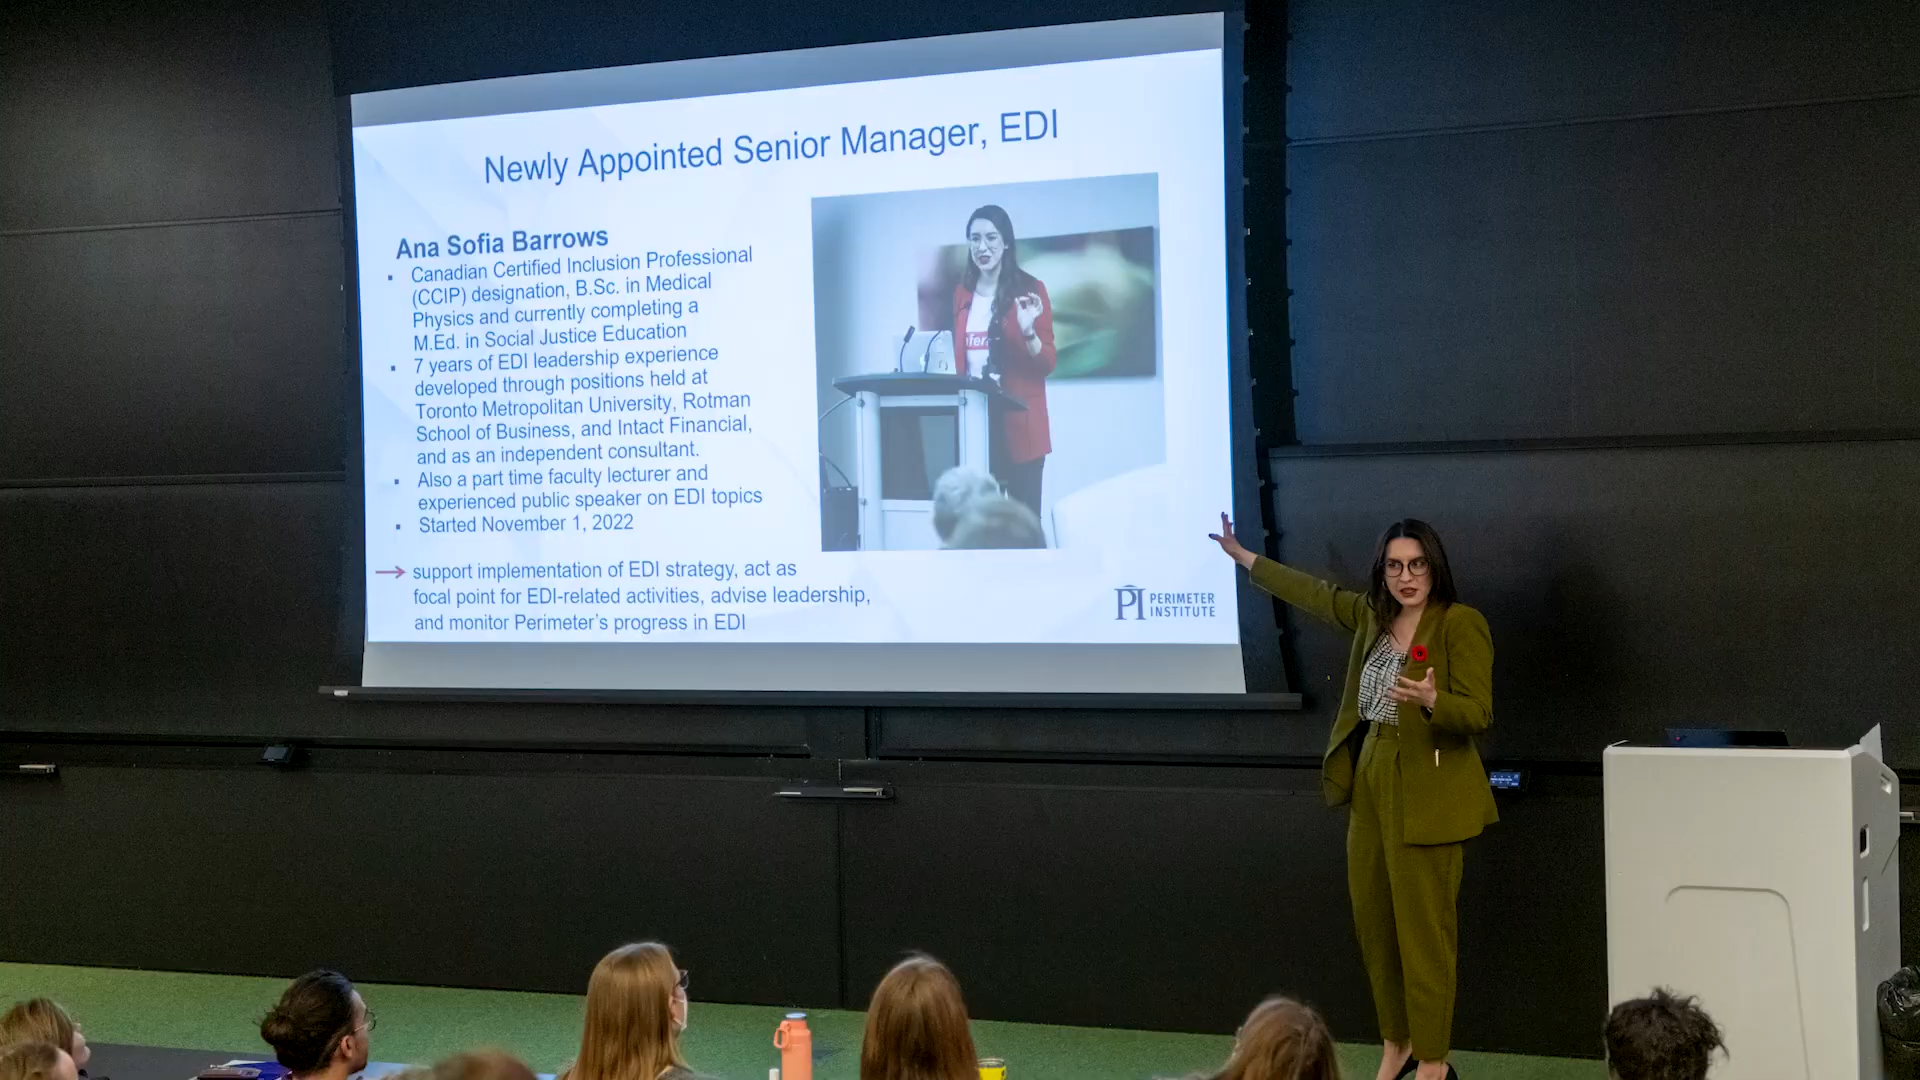 Newly Appointed Senior Manager, EDI
Ana Sofia Barrows
▪ Canadian Certified Inclusion Professional
(CCIP) designation, B.Sc. in Medical
Physics and currently completing a
M.Ed. in Social Justice Education
▪ 7 years of EDI leadership experience
developed through positions held at
Toronto Metropolitan University, Rotman
School of Business, and Intact Financial,
and as an independent consultant.
▪ Also a part time faculty lecturer and
experienced public speaker on EDI topics
▪ Started November 1, 2022
→ support implementation of EDI strategy, act as
focal point for EDI-related activities, advise leadership,
and monitor Perimeter's progress in EDI
PI PERIMETER
INSTITUTE